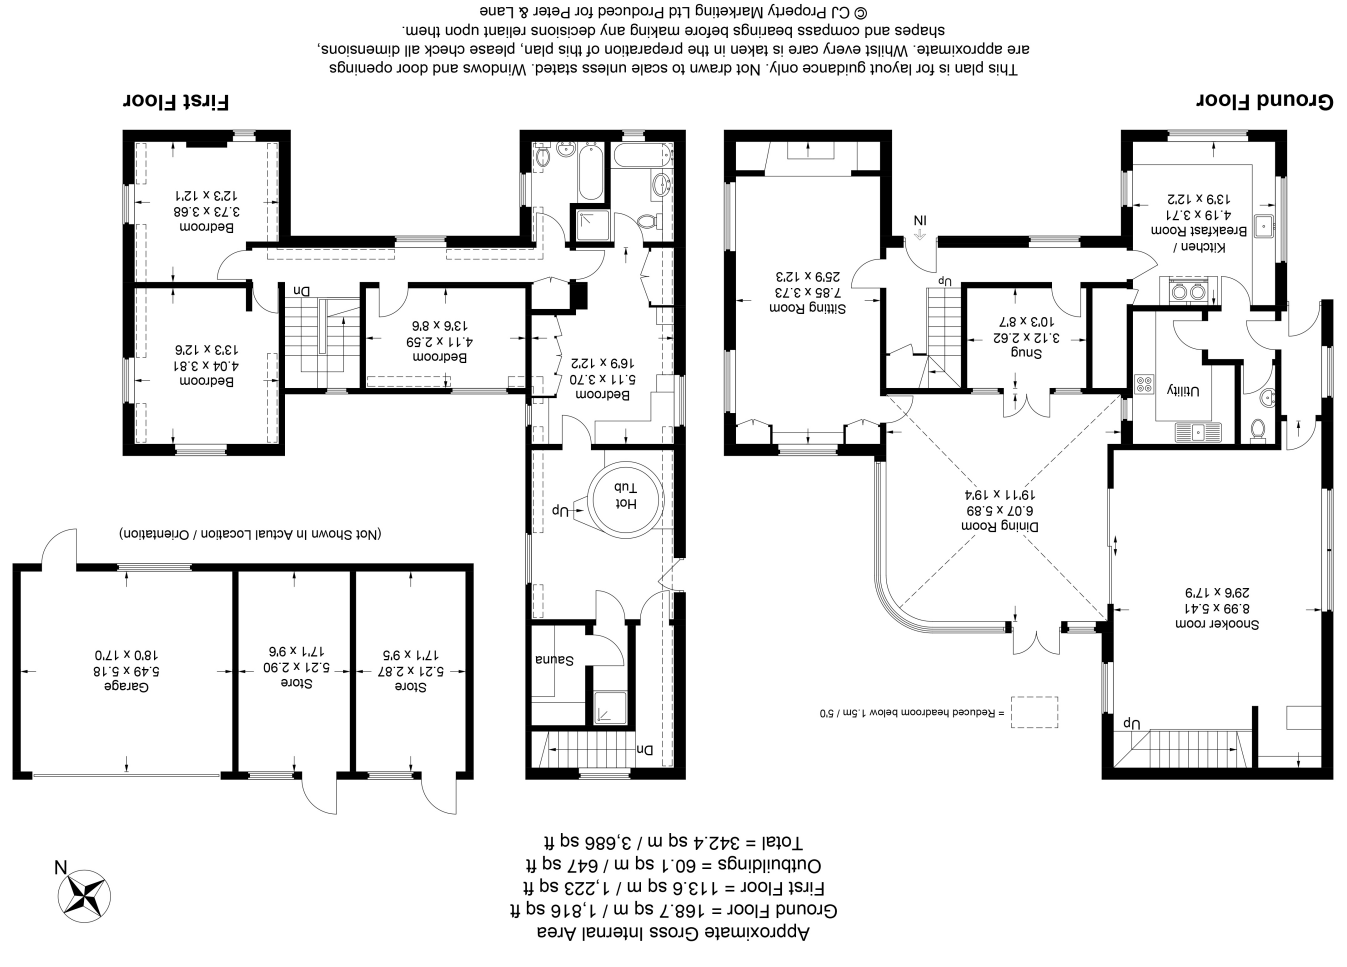 Approximate Gross Internal Area
Ground Floor = 168.7 sq m / 1,816 sq ft
First Floor = 113.6 sq m / 1,223 sq ft
Outbuildings = 60.1 sq m / 647 sq ft
Total = 342.4 sq m / 3,686 sq ft
N
Up
= Reduced headroom below 1.5m / 5'0
Snooker room
8.99 x 5.41
29'6 x 17'9
Dining Room
6.07 x 5.89
19'11 x 19'4
Utility
Snug
3.12 x 2.62
10'3 x 8'7
Up
Sitting Room
7.85 x 3.73
25'9 x 12'3
Kitchen /
Breakfast Room
4.19 x 3.71
13'9 x 12'2
IN
Ground Floor
Dn
Sauna
Up
Hot
Tub
Bedroom
5.11 x 3.70
16'9 x 12'2
Bedroom
4.11 x 2.59
13'6 x 8'6
Dn
Bedroom
4.04 x 3.81
13'3 x 12'6
Bedroom
3.73 x 3.68
12'3 x 12'1
First Floor
Store
5.21 x 2.87
17'1 x 9'5
Store
5.21 x 2.90
17'1 x 9'6
Garage
5.49 x 5.18
18'0 x 17'0
(Not Shown In Actual Location / Orientation)
This plan is for layout guidance only. Not drawn to scale unless stated. Windows and door openings
are approximate. Whilst every care is taken in the preparation of this plan, please check all dimensions,
shapes and compass bearings before making any decisions reliant upon them.
© CJ Property Marketing Ltd Produced for Peter & Lane